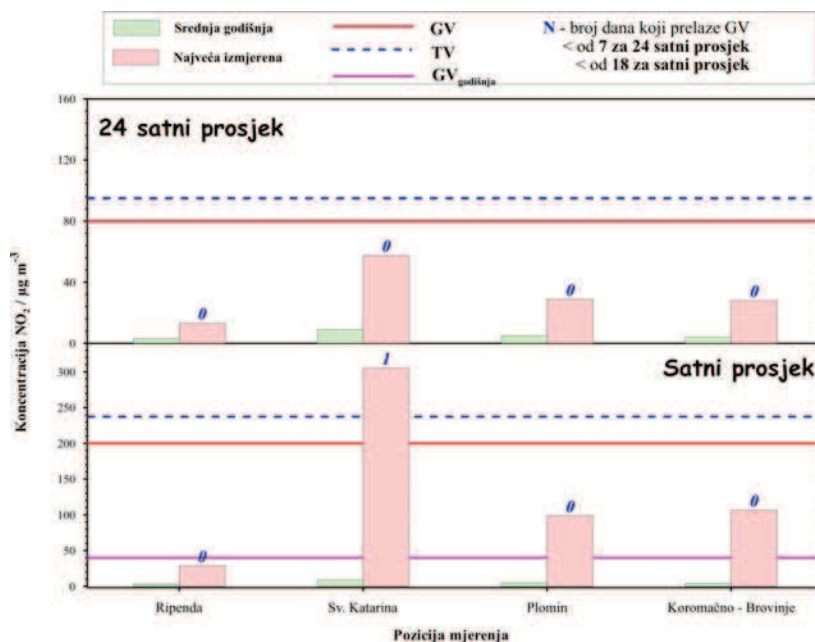 Srednja godišnja
Najveća izmjerena
GV
TV
GVgodišnja
N - broj dana koji prelaze GV
< od 7 za 24 satni prosjek
< od 18 za satni prosjek
24 satni prosjek
160
120
80
40
0
0
0
0
0
Koncentracija NO₂ / µg m⁻³
Satni prosjek
300
250
200
150
100
50
0
0
1
0
0
Ripenda
Sv. Katarina
Plomin
Koromačno - Brovinje
Pozicija mjerenja